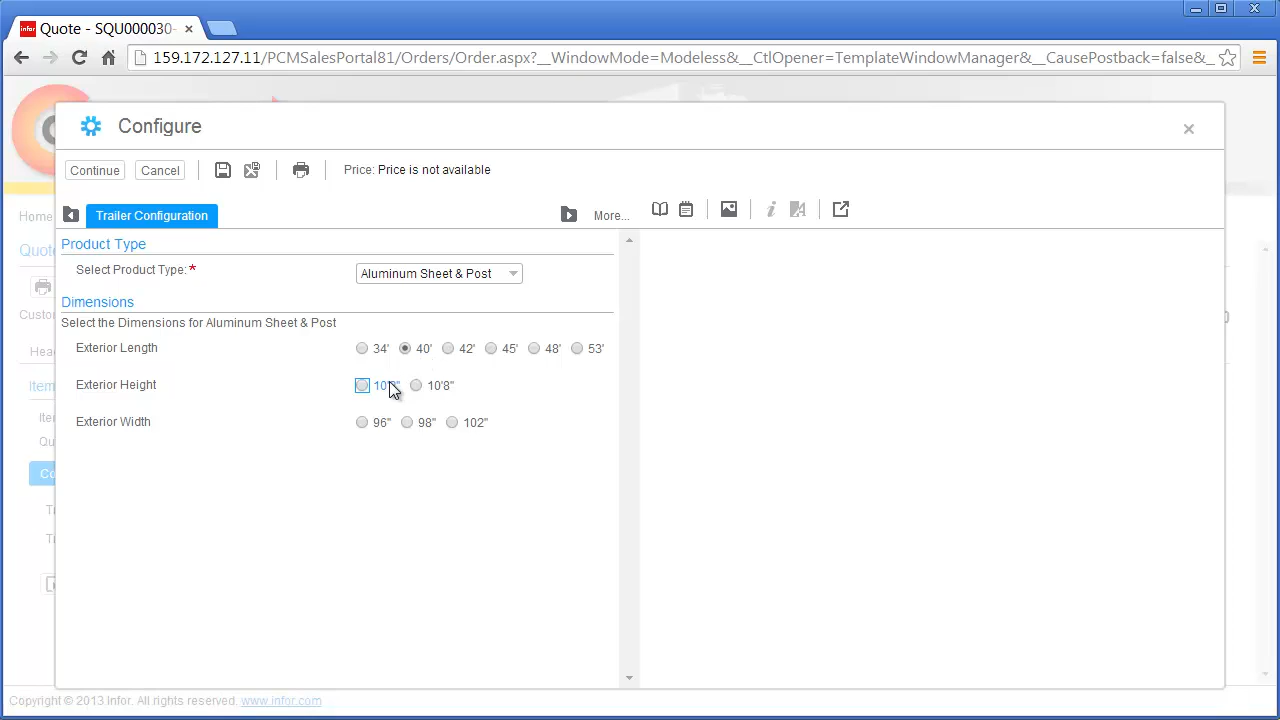 infor Quote - SQU000030- ×
159.172.127.11/PCMSalesPortal81/Orders/Order.aspx?__WindowMode=Modeless&__CtlOpener=TemplateWindowManager&__CausePostback=false&_
Configure
Continue Cancel Price: Price is not available
Home
Trailer Configuration More...
Product Type
Quote
Select Product Type:* Aluminum Sheet & Post
Dimensions
Select the Dimensions for Aluminum Sheet & Post
Exterior Length 34' 40' 42' 45' 48' 53'
Exterior Height 10'8"
Exterior Width 96" 98" 102"
Copyright © 2013 Infor. All rights reserved. www.infor.com